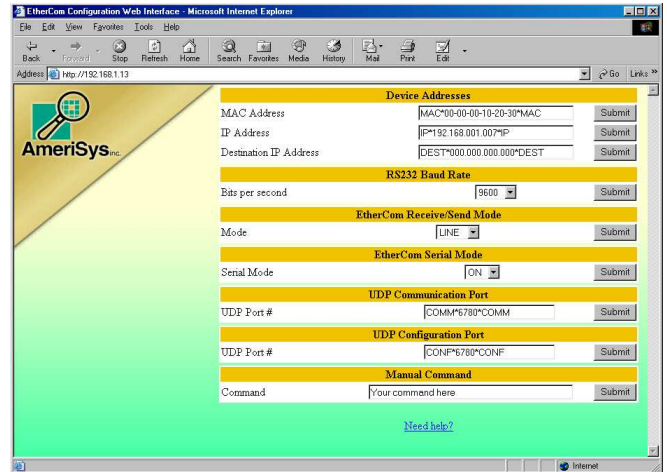 EtherCom Configuration Web Interface - Microsoft Internet Explorer
File Edit View Favorites Tools Help
Back Forward Stop Refresh Home Search Favorites Media History Mail Print Edit
Address http://192.168.1.13 Go Links »
AmeriSys inc.
Device Addresses
MAC Address MAC*00-00-00-10-20-30*MAC Submit
IP Address IP*192.168.001.007*IP Submit
Destination IP Address DEST*000.000.000.000*DEST Submit
RS232 Baud Rate
Bits per second 9600 Submit
EtherCom Receive/Send Mode
Mode LINE Submit
EtherCom Serial Mode
Serial Mode ON Submit
UDP Communication Port
UDP Port # COMM*6780*COMM Submit
UDP Configuration Port
UDP Port # CONF*6780*CONF Submit
Manual Command
Command Your command here Submit
Need help?
Internet